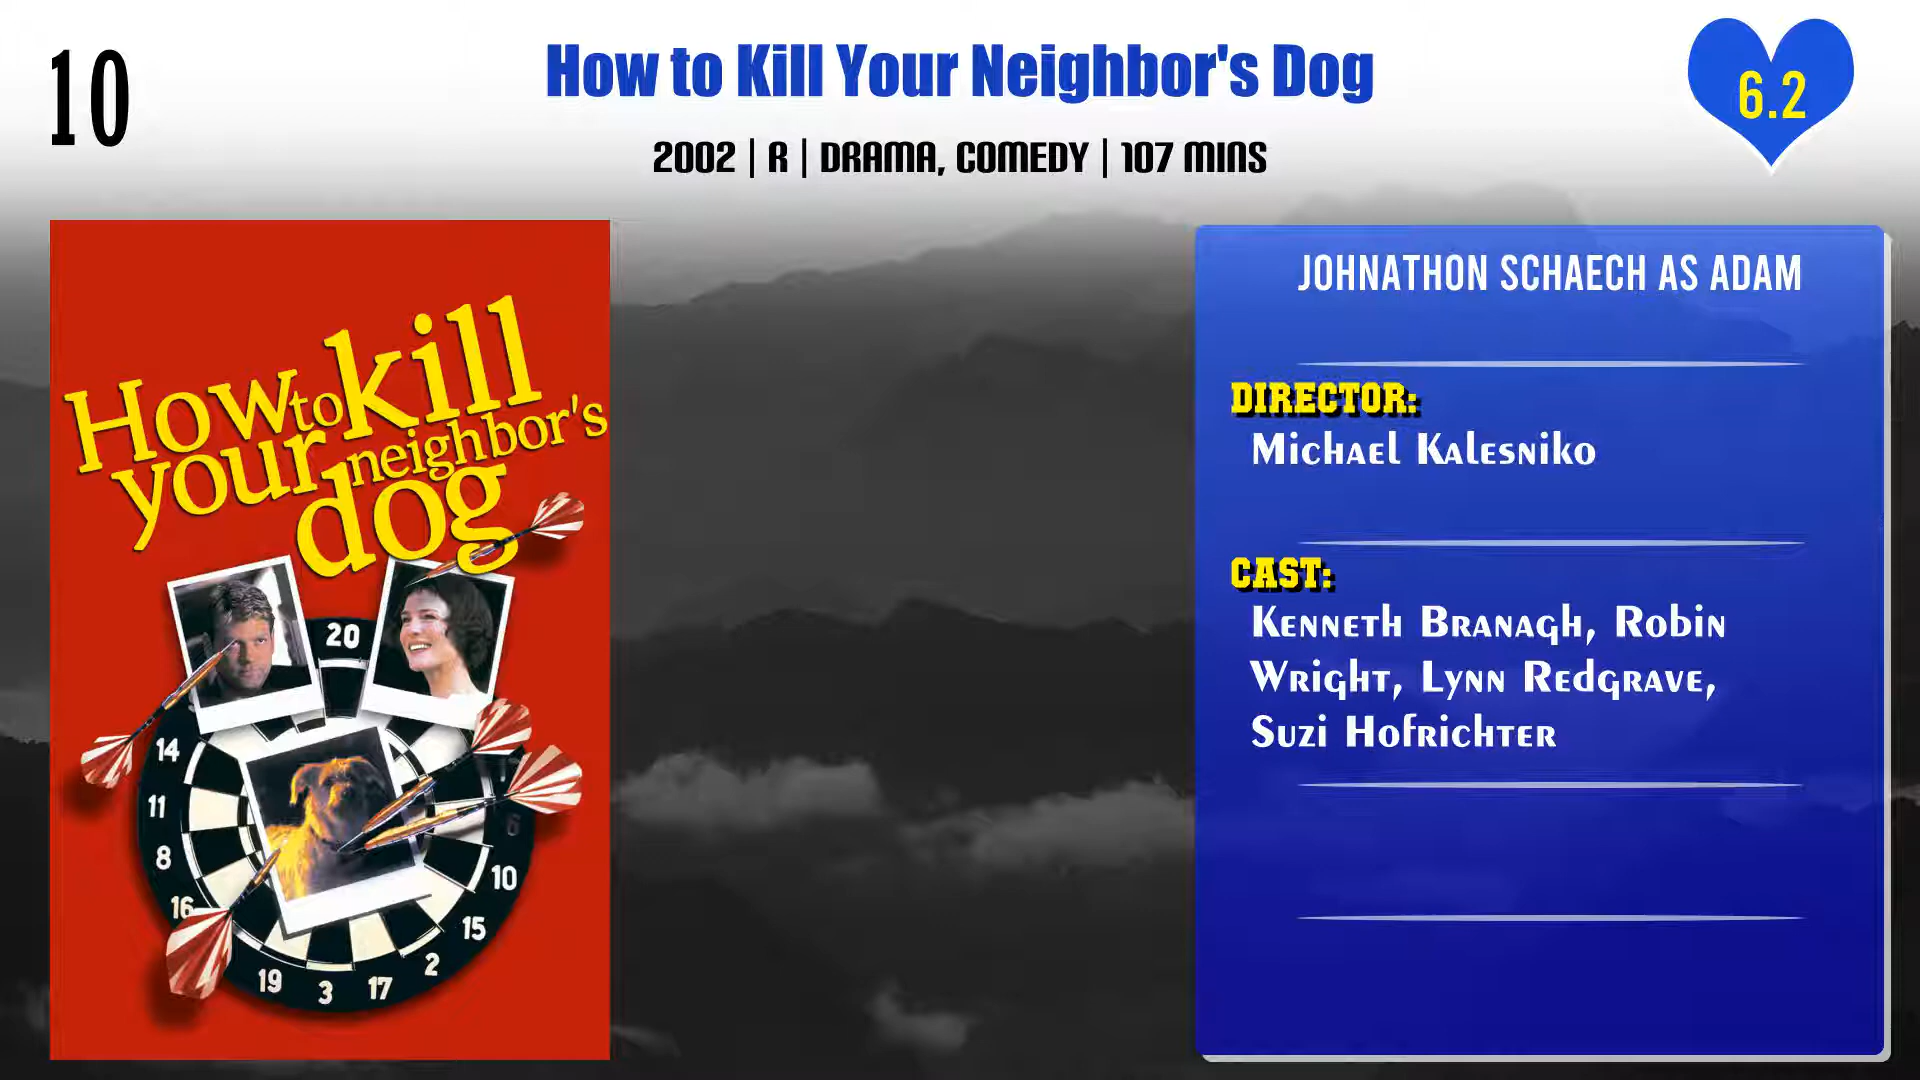 10
How to Kill Your Neighbor's Dog
6.2
2002 | R | DRAMA, COMEDY | 107 MINS
How to kill
your neighbor's
dog
20
14
11
8
16
19
3
17
2
15
10
6
JOHNATHON SCHAECH AS ADAM
DIRECTOR:
Michael Kalesniko
CAST:
Kenneth Branagh, Robin
Wright, Lynn Redgrave,
Suzi Hofrichter